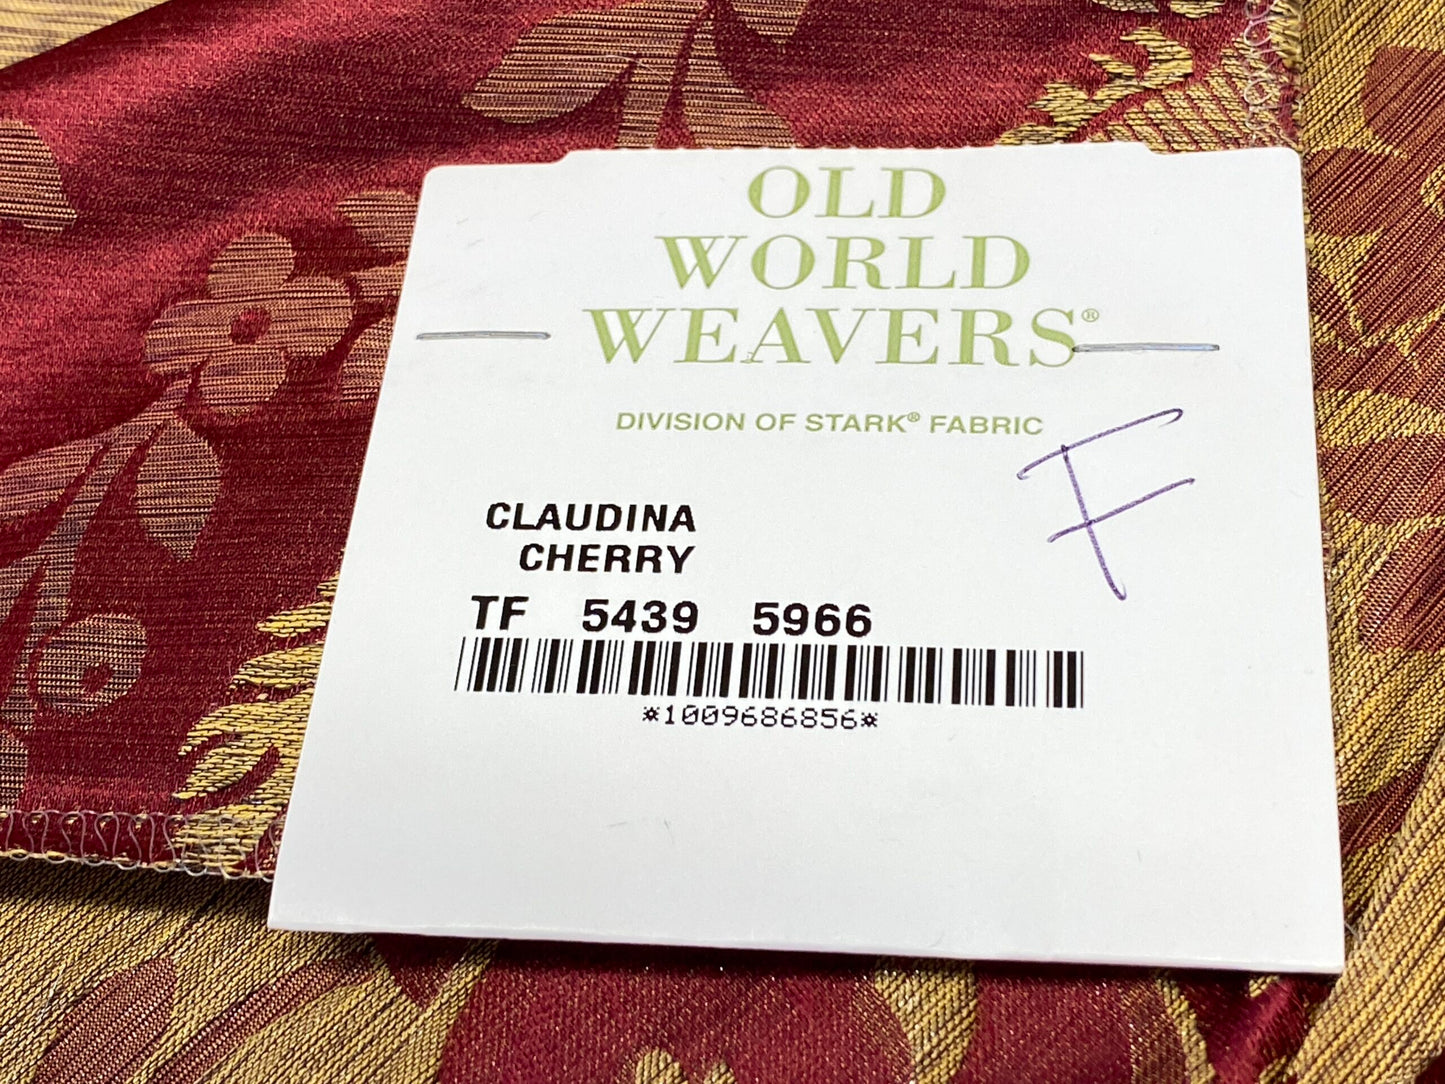 OLD
WORLD
WEAVERS®
DIVISION OF STARK® FABRIC
F
CLAUDINA
CHERRY
TF 5439 5966
*1009686856*